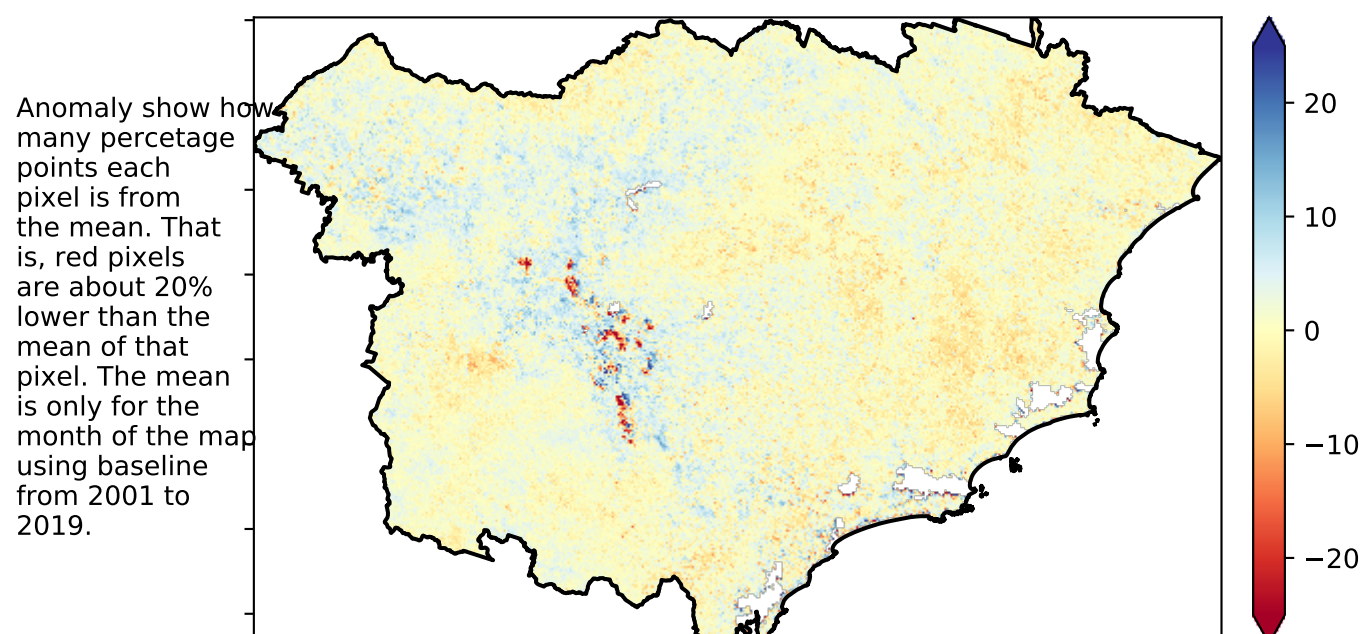 Anomaly show how
many percetage
points each
pixel is from
the mean. That
is, red pixels
are about 20%
lower than the
mean of that
pixel. The mean
is only for the
month of the map
using baseline
from 2001 to
2019.
20
10
0
−10
−20